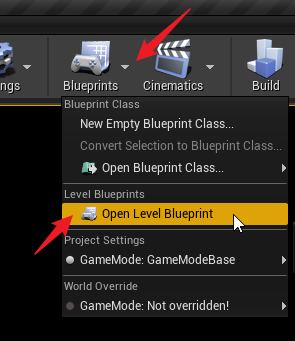 ngs
Blueprints
Cinematics
Build
Blueprint Class
New Empty Blueprint Class...
Convert Selection to Blueprint Class...
Open Blueprint Class...
Level Blueprints
Open Level Blueprint
Project Settings
GameMode: GameModeBase
World Override
GameMode: Not overridden!